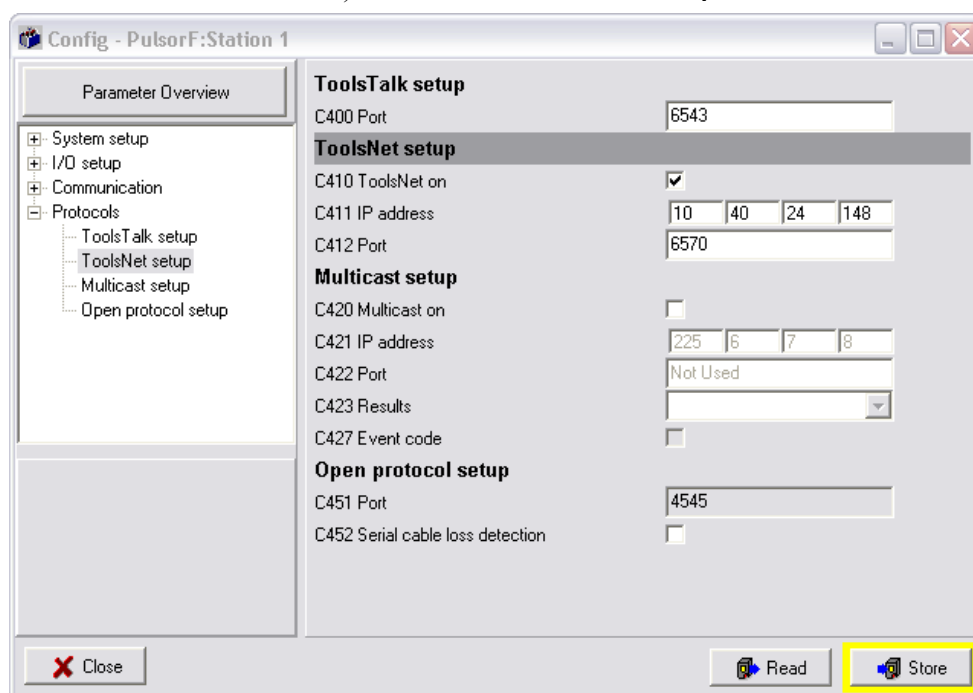 Config - PulsorF:Station 1
Parameter Overview
System setup
I/O setup
Communication
Protocols
ToolsTalk setup
ToolsNet setup
Multicast setup
Open protocol setup
ToolsTalk setup
C400 Port 6543
ToolsNet setup
C410 ToolsNet on
C411 IP address 10 40 24 148
C412 Port 6570
Multicast setup
C420 Multicast on
C421 IP address 225 6 7 8
C422 Port Not Used
C423 Results
C427 Event code
Open protocol setup
C451 Port 4545
C452 Serial cable loss detection
Close Read Store